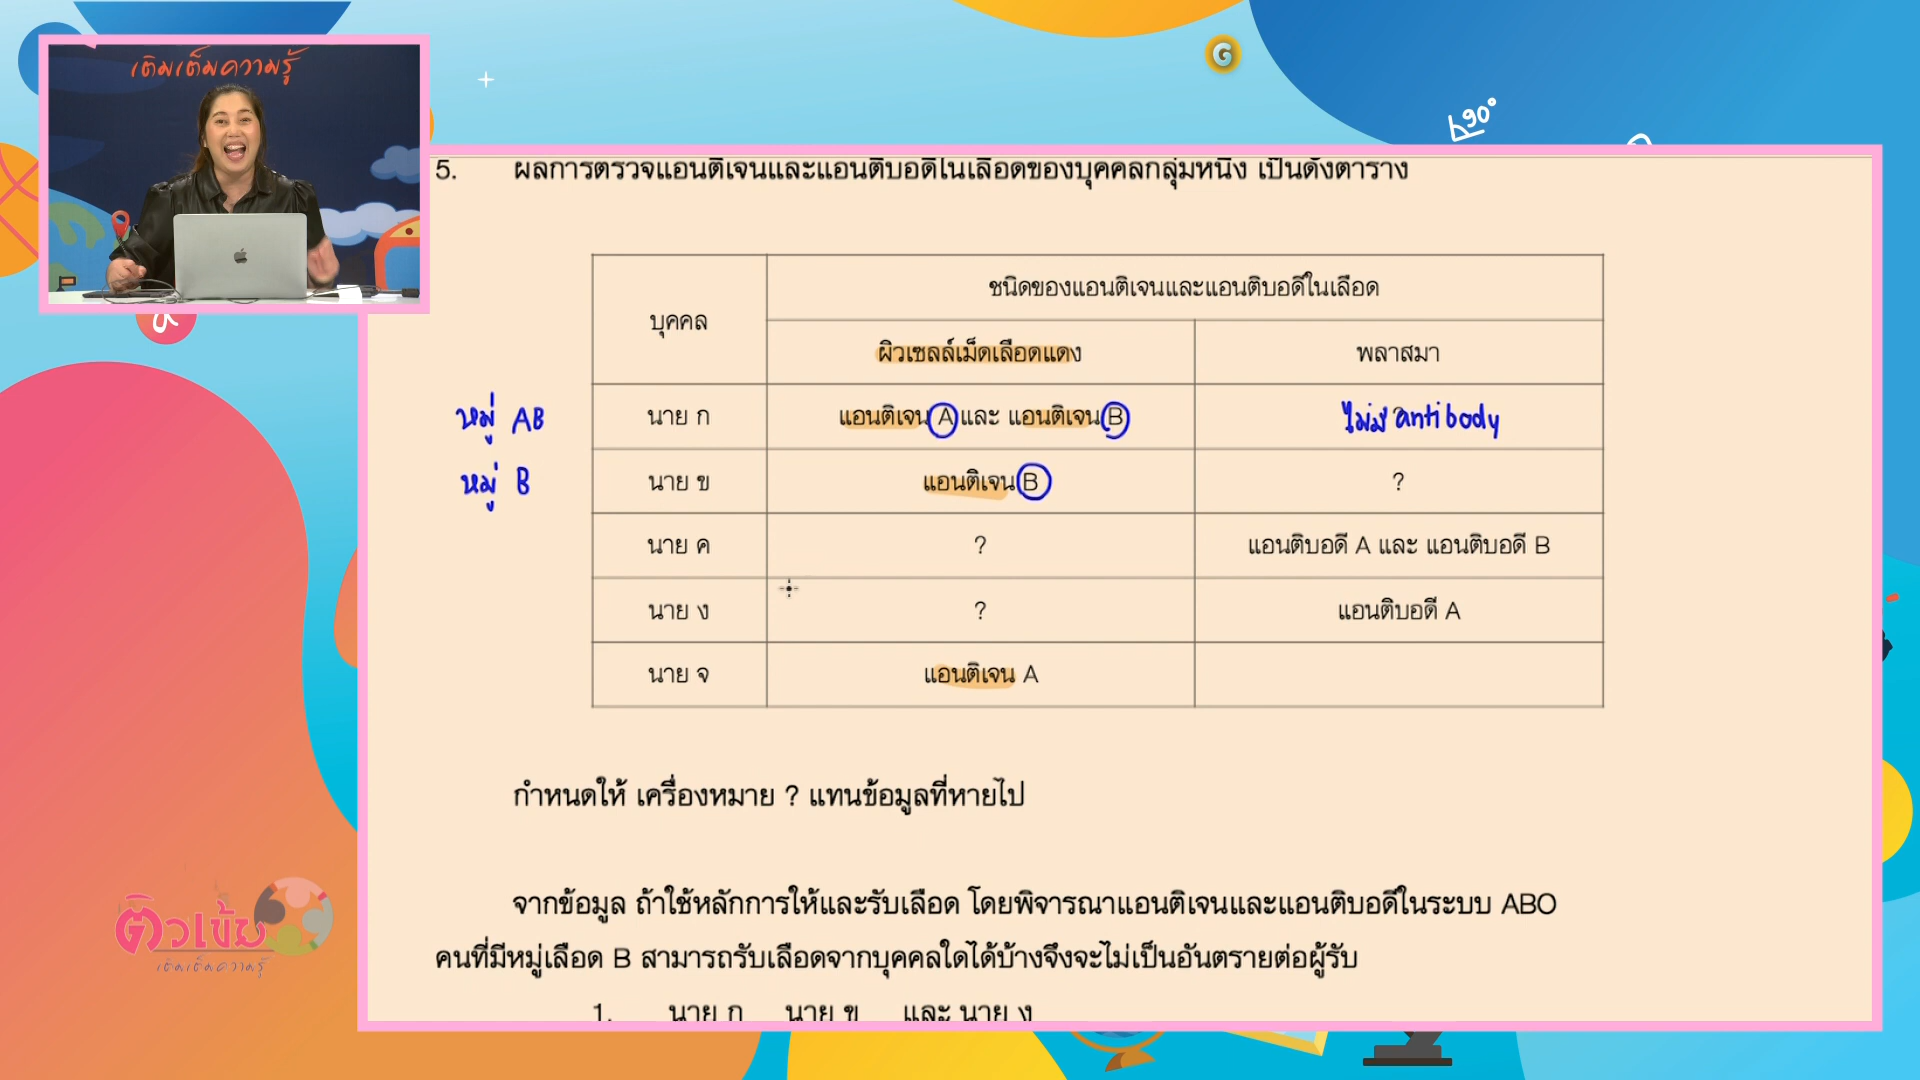 เติมเต็มความรู้
G
90°
5. ผลการตรวจแอนติเจนและแอนติบอดีในเลือดของบุคคลกลุ่มหนึ่ง เป็นดังตาราง
บุคคล
ชนิดของแอนติเจนและแอนติบอดีในเลือด
ผิวเซลล์เม็ดเลือดแดง พลาสมา
หมู่ AB นาย ก แอนติเจน A และ แอนติเจน B ไม่มี antibody
หมู่ B นาย ข แอนติเจน B ?
นาย ค ? แอนติบอดี A และ แอนติบอดี B
นาย ง ? แอนติบอดี A
นาย จ แอนติเจน A
กำหนดให้ เครื่องหมาย ? แทนข้อมูลที่หายไป
จากข้อมูล ถ้าใช้หลักการให้และรับเลือด โดยพิจารณาแอนติเจนและแอนติบอดีในระบบ ABO
คนที่มีหมู่เลือด B สามารถรับเลือดจากบุคคลใดได้บ้างจึงจะไม่เป็นอันตรายต่อผู้รับ
1. นาย ก นาย ข และ นาย ง
ติวเข้ม
เติมเต็มความรู้